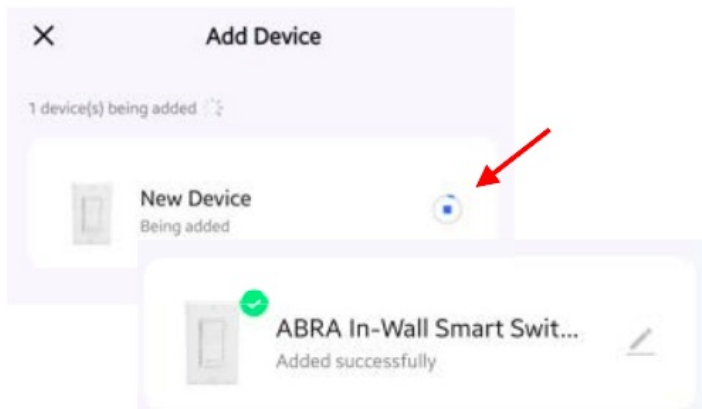 Add Device
1 device(s) being added
New Device
Being added
ABRA In-Wall Smart Swit...
Added successfully